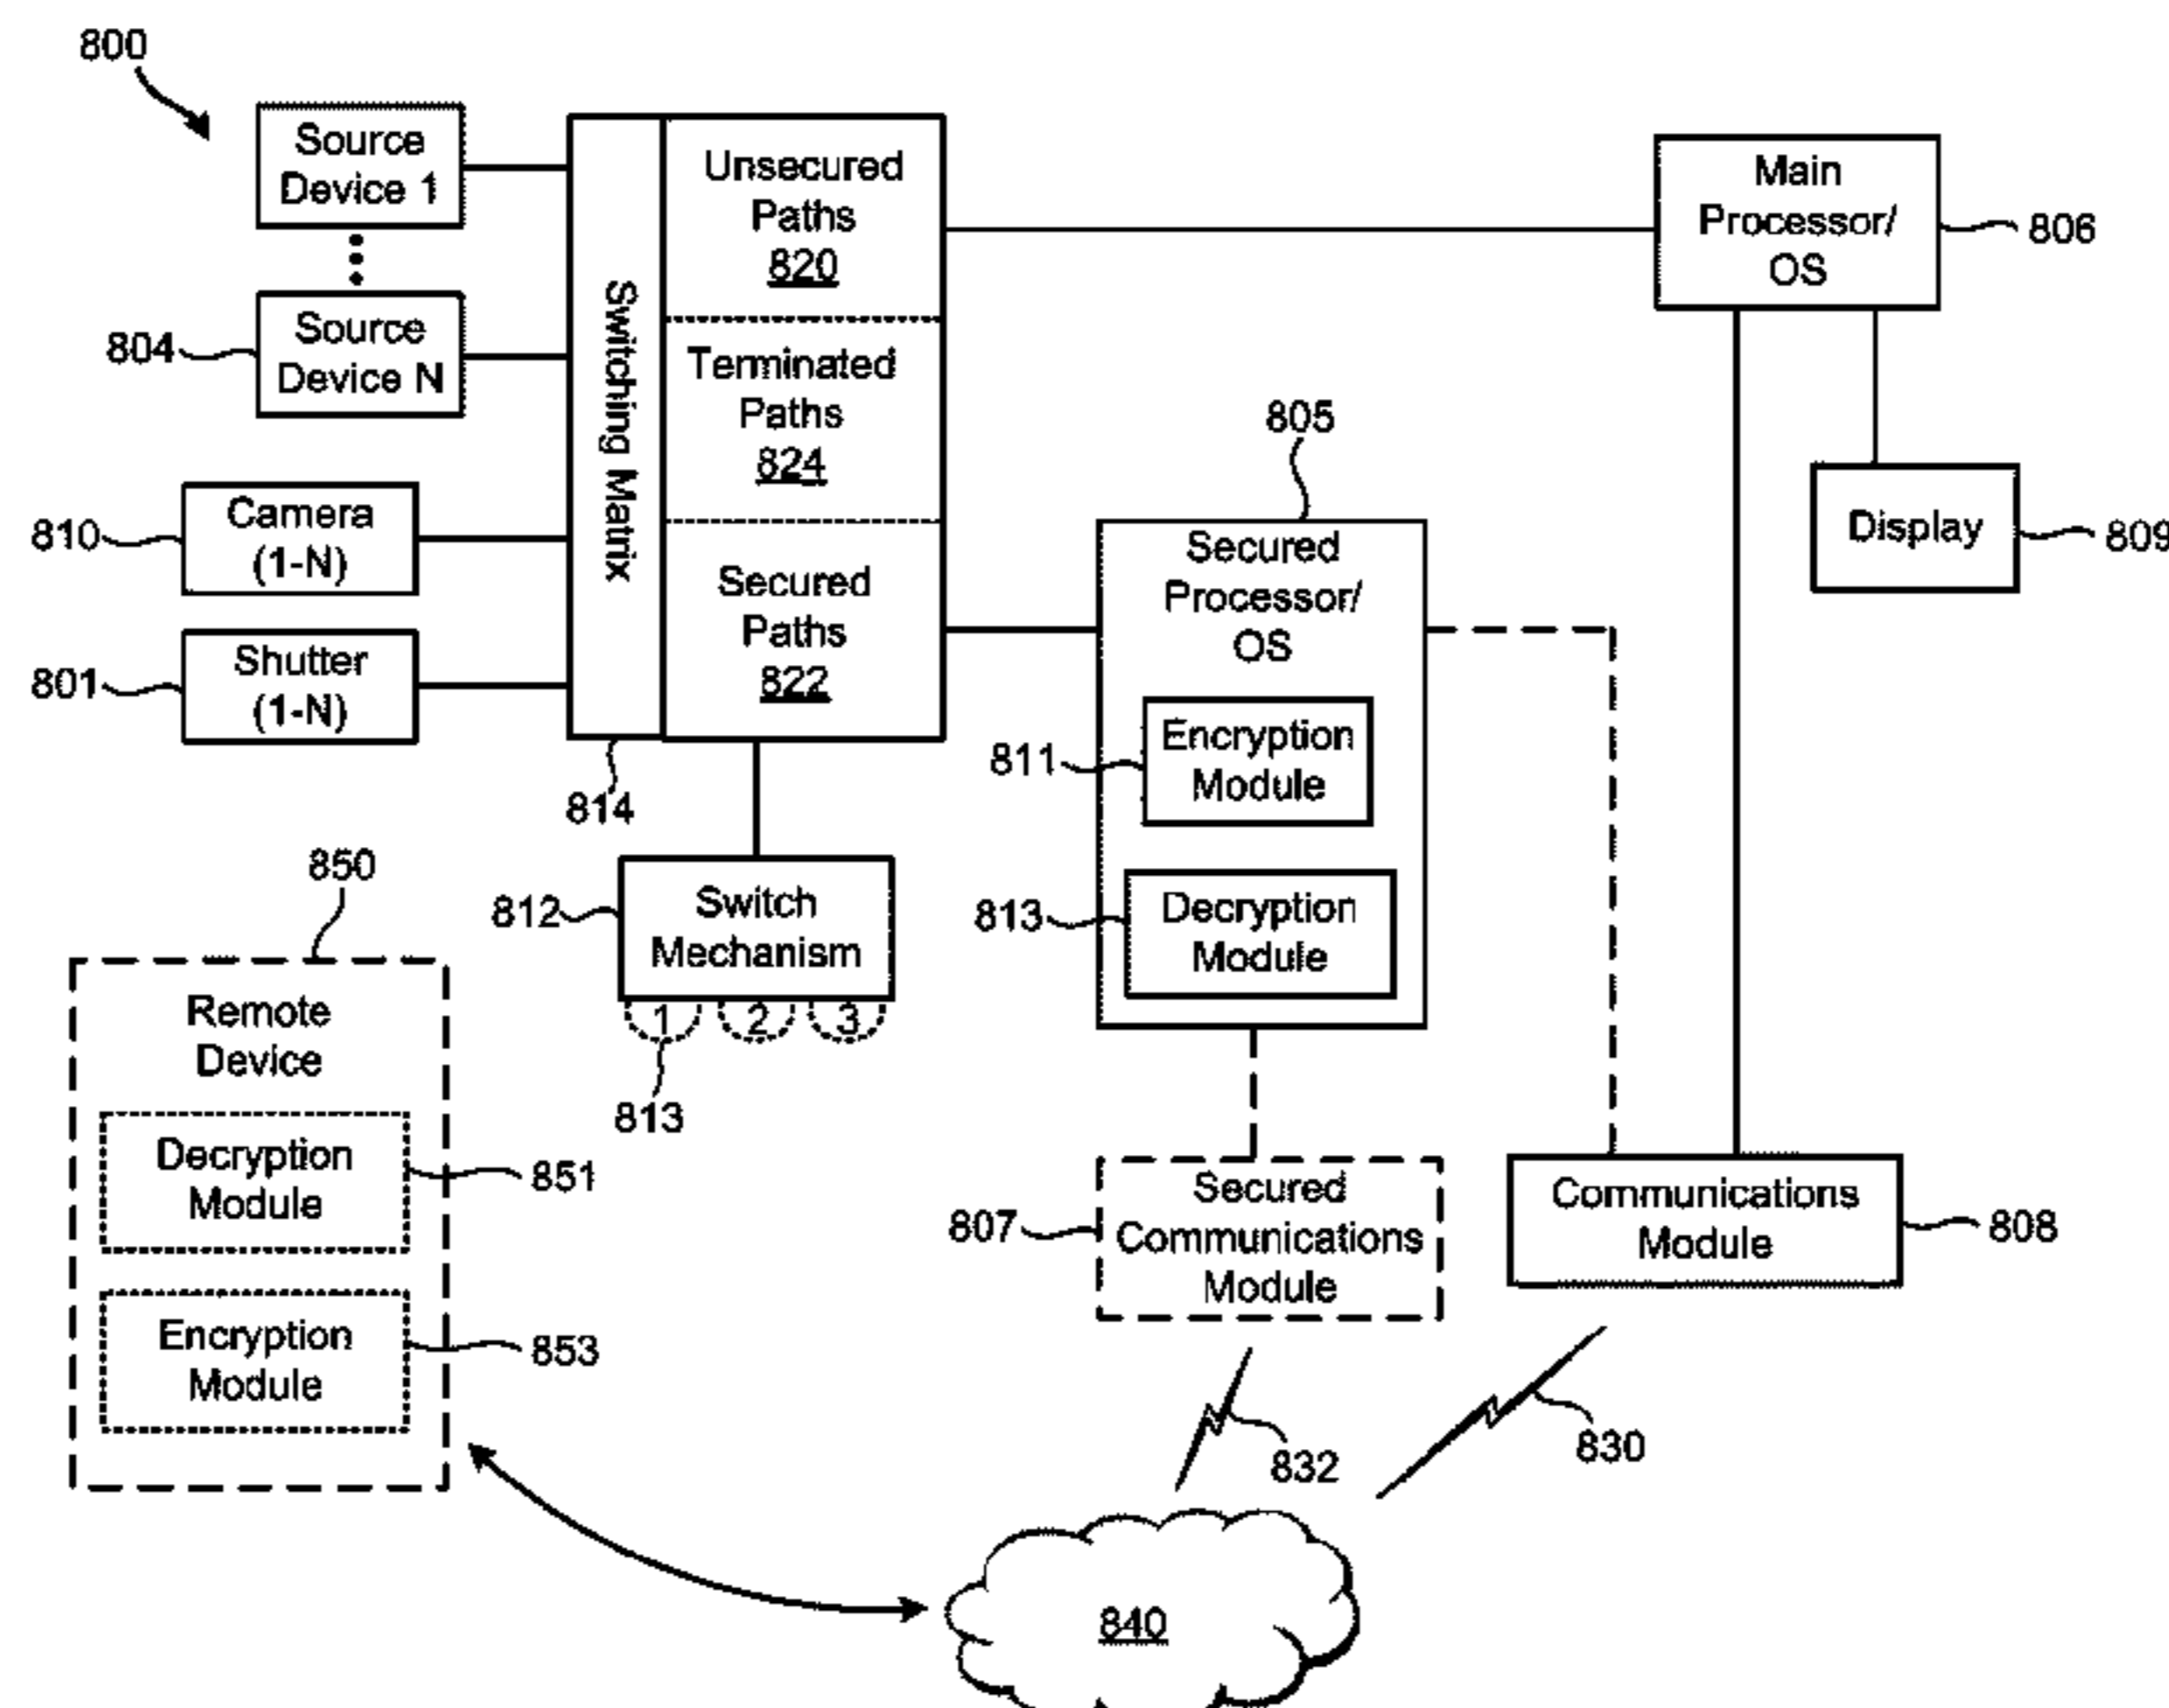 800
Source
Device 1
Unsecured
Paths
820
Main
Processor/
OS
806
804
Source
Device N
Switching Matrix
Terminated
Paths
824
805
Display
809
810
Camera
(1-N)
Secured
Paths
822
Secured
Processor/
OS
801
Shutter
(1-N)
811
Encryption
Module
814
850
812
Switch
Mechanism
813
Decryption
Module
1 2 3
813
Remote
Device
Decryption
Module
851
807
Secured
Communications
Module
Communications
Module
808
Encryption
Module
853
832
830
840